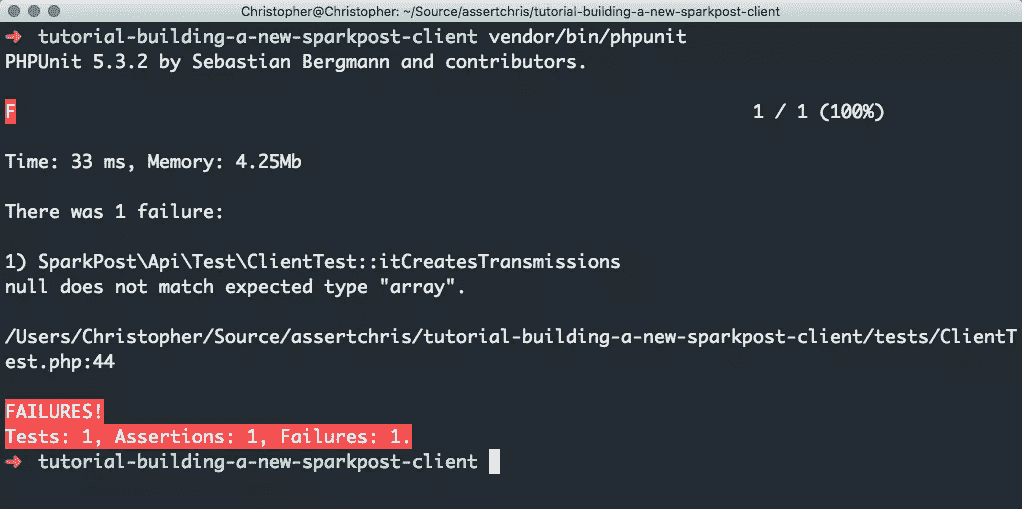 Christopher@Christopher: ~/Source/assertchris/tutorial-building-a-new-sparkpost-client
➜ tutorial-building-a-new-sparkpost-client vendor/bin/phpunit
PHPUnit 5.3.2 by Sebastian Bergmann and contributors.
F 1 / 1 (100%)
Time: 33 ms, Memory: 4.25Mb
There was 1 failure:
1) SparkPost\Api\Test\ClientTest::itCreatesTransmissions
null does not match expected type "array".
/Users/Christopher/Source/assertchris/tutorial-building-a-new-sparkpost-client/tests/ClientT
est.php:44
FAILURES!
Tests: 1, Assertions: 1, Failures: 1.
➜ tutorial-building-a-new-sparkpost-client